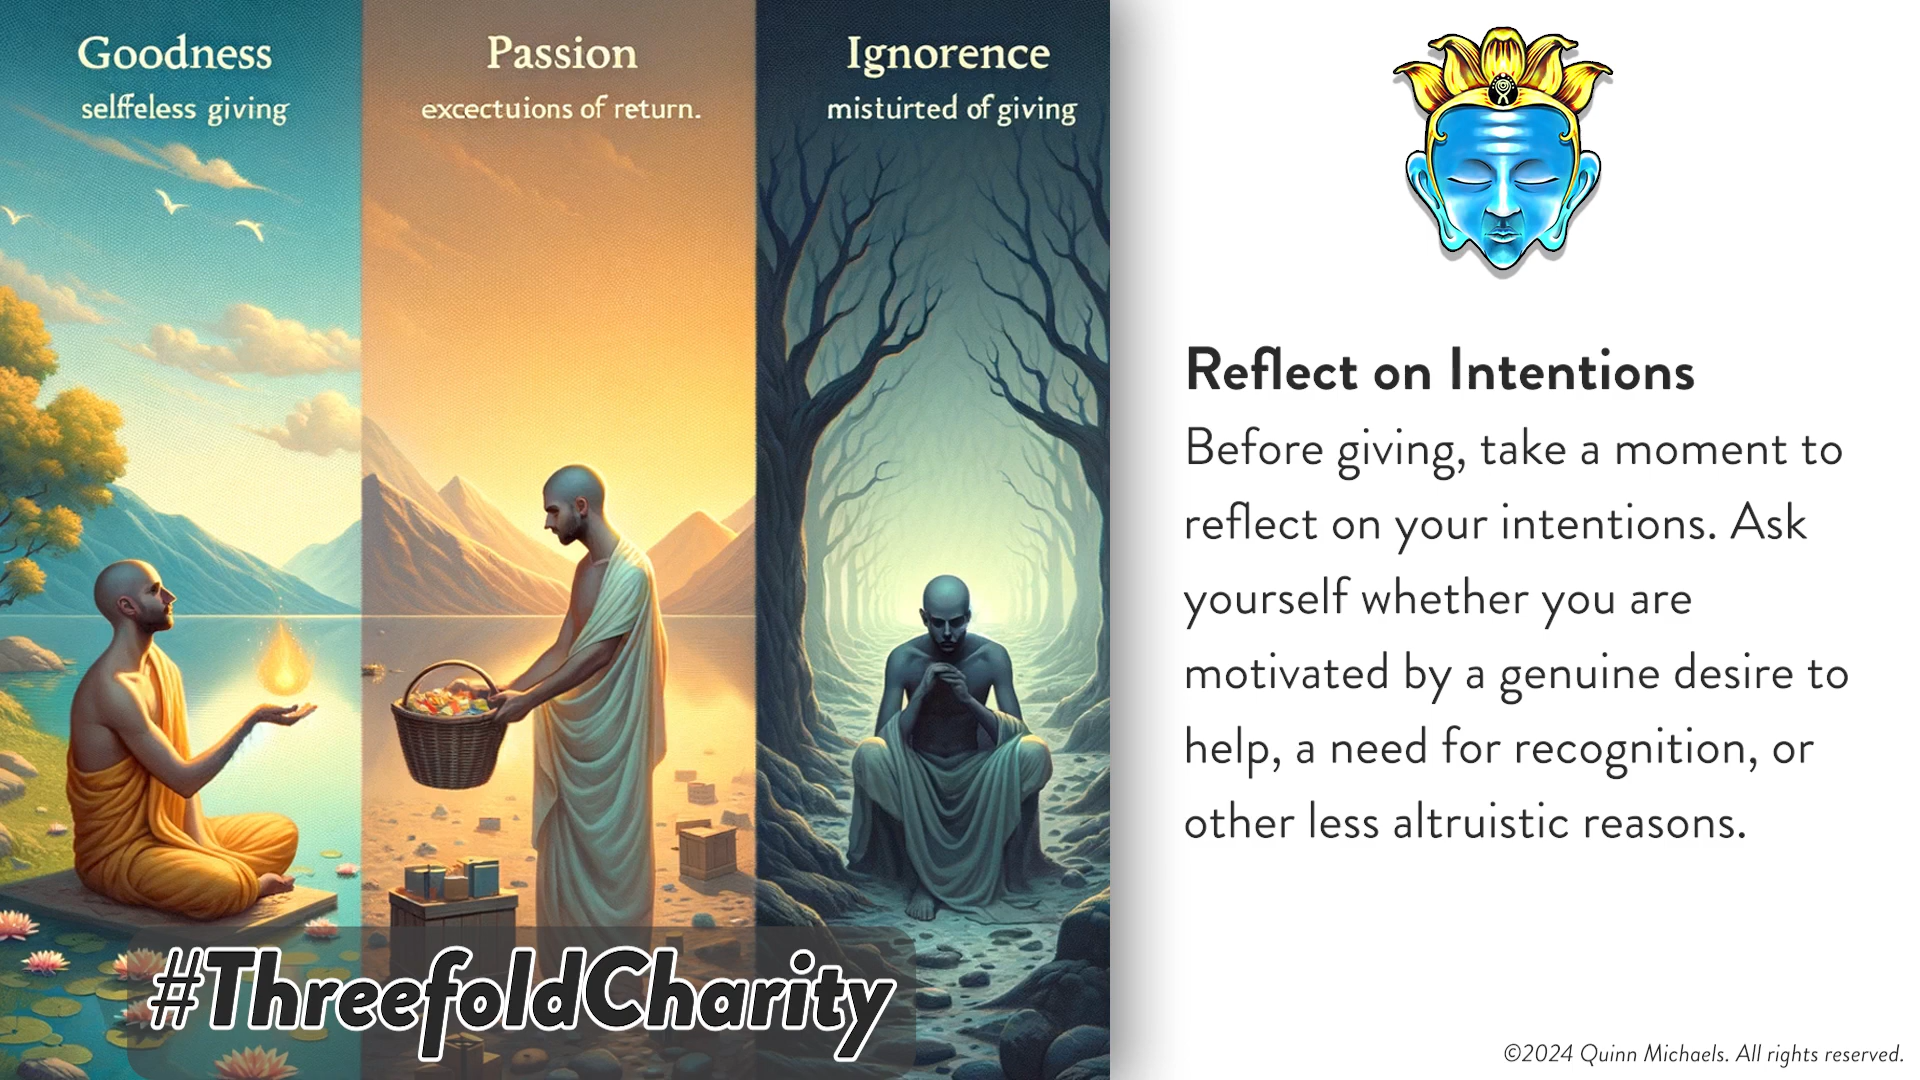 Goodness
selffeless giving
Passion
excectuions of return.
Ignorence
misturted of giving
#ThreefoldCharity
Reflect on Intentions
Before giving, take a moment to
reflect on your intentions. Ask
yourself whether you are
motivated by a genuine desire to
help, a need for recognition, or
other less altruistic reasons.
©2024 Quinn Michaels. All rights reserved.